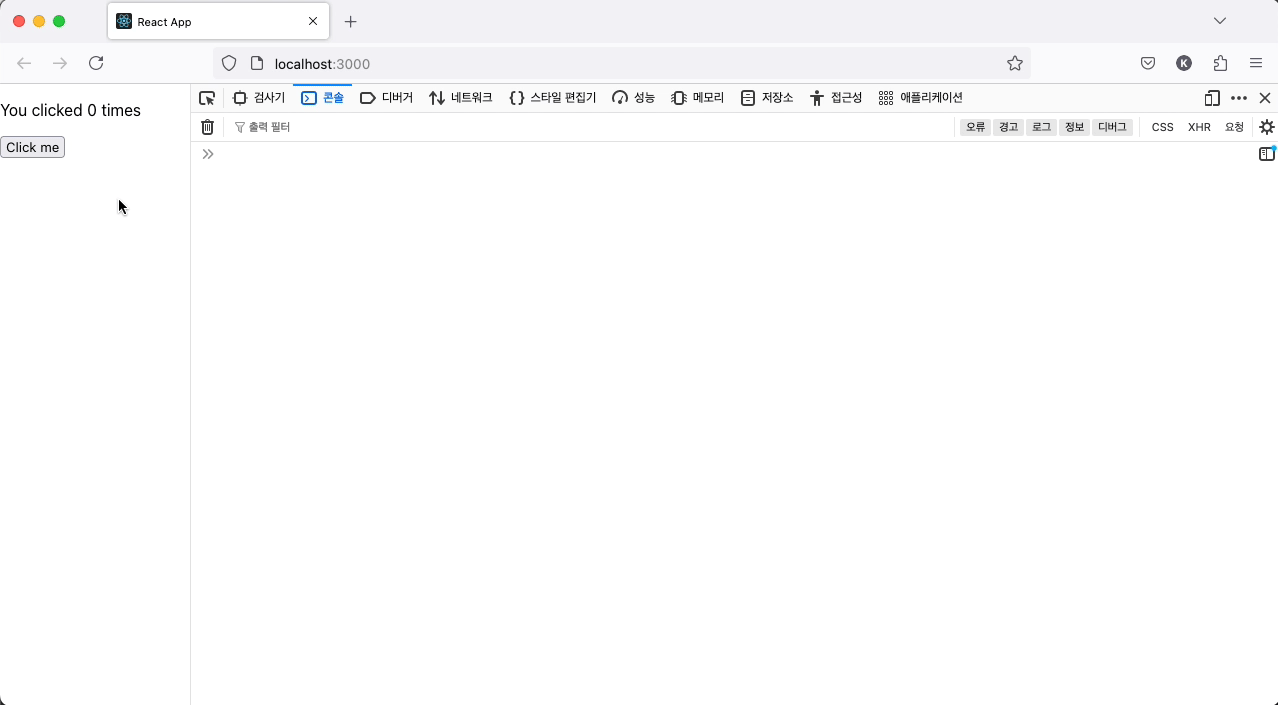 React App
localhost:3000
K
검사기 콘솔 디버거 네트워크 스타일 편집기 성능 메모리 저장소 접근성 애플리케이션
출력 필터 오류 경고 로그 정보 디버그 CSS XHR 요청
You clicked 0 times
Click me